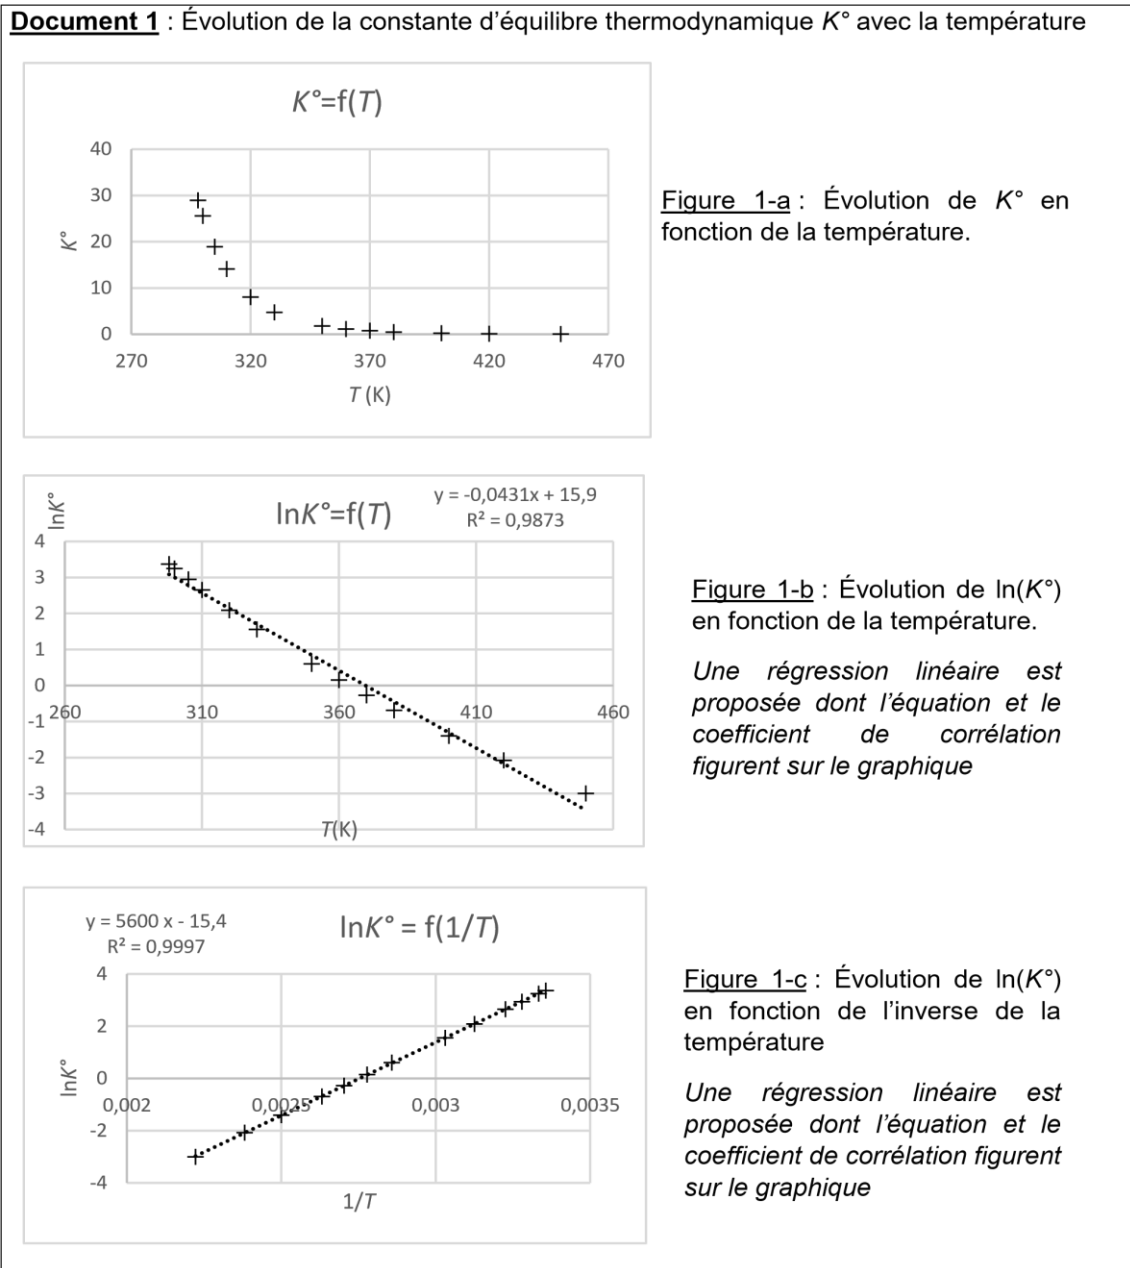 Document 1 : Évolution de la constante d’équilibre thermodynamique K° avec la température
K°=f(T)
40
30
20
10
0
K°
270
320
370
420
470
T (K)
Figure 1-a : Évolution de K° en
fonction de la température.
lnK°
lnK°=f(T)
y = -0,0431x + 15,9
R² = 0,9873
4
3
2
1
0
-1
-2
-3
-4
260
310
360
410
460
T(K)
Figure 1-b : Évolution de ln(K°)
en fonction de la température.
Une régression linéaire est
proposée dont l’équation et le
coefficient de corrélation
figurent sur le graphique
y = 5600 x - 15,4
R² = 0,9997
lnK° = f(1/T)
4
2
0
-2
-4
lnK°
0,002
0,0025
0,003
0,0035
1/T
Figure 1-c : Évolution de ln(K°)
en fonction de l’inverse de la
température
Une régression linéaire est
proposée dont l’équation et le
coefficient de corrélation figurent
sur le graphique